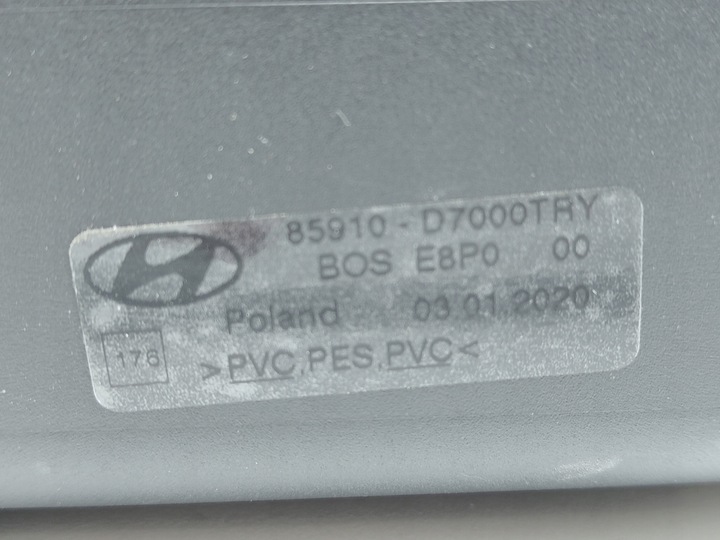 85910 - D7000TRY
BOS E8P0 00
Poland 03.01.2020
176
>PVC,PES,PVC<